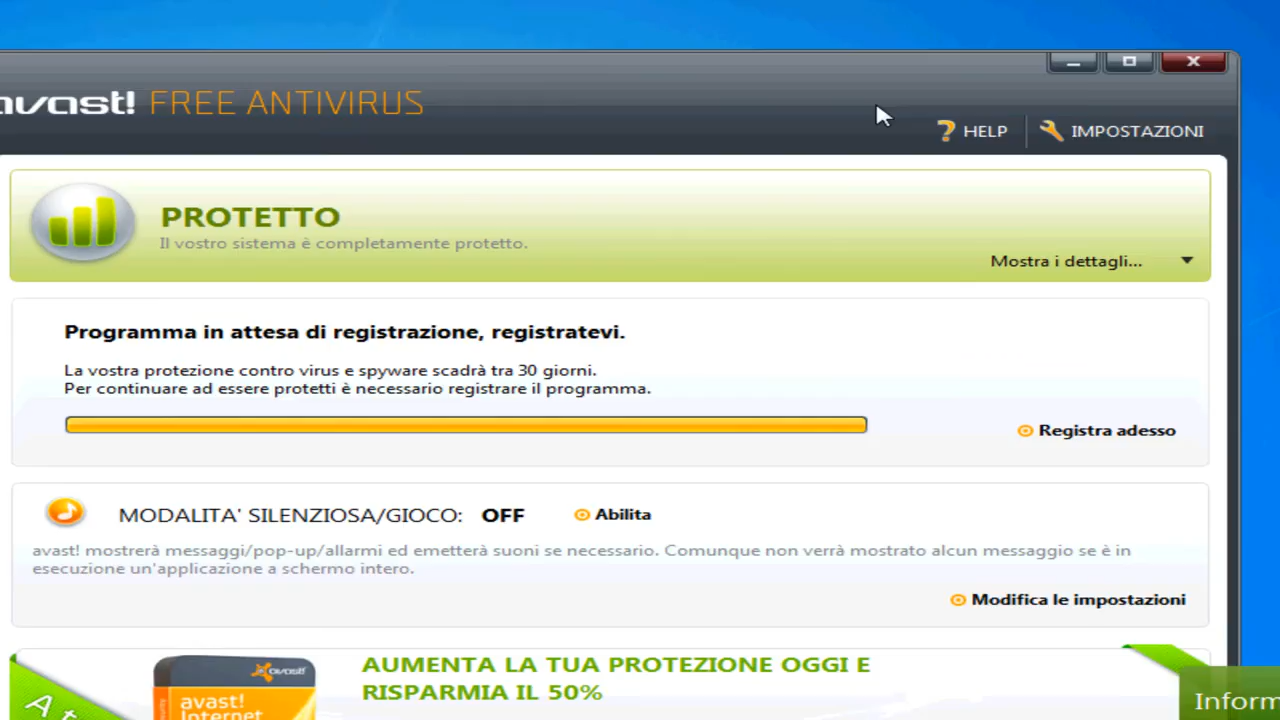 avast! FREE ANTIVIRUS
HELP
IMPOSTAZIONI
PROTETTO
Il vostro sistema è completamente protetto.
Mostra i dettagli...
Programma in attesa di registrazione, registratevi.
La vostra protezione contro virus e spyware scadrà tra 30 giorni.
Per continuare ad essere protetti è necessario registrare il programma.
Registra adesso
MODALITA' SILENZIOSA/GIOCO: OFF
Abilita
avast! mostrerà messaggi/pop-up/allarmi ed emetterà suoni se necessario. Comunque non verrà mostrato alcun messaggio se è in
esecuzione un'applicazione a schermo intero.
Modifica le impostazioni
AUMENTA LA TUA PROTEZIONE OGGI E
RISPARMIA IL 50%
avast!
avast!
Internet